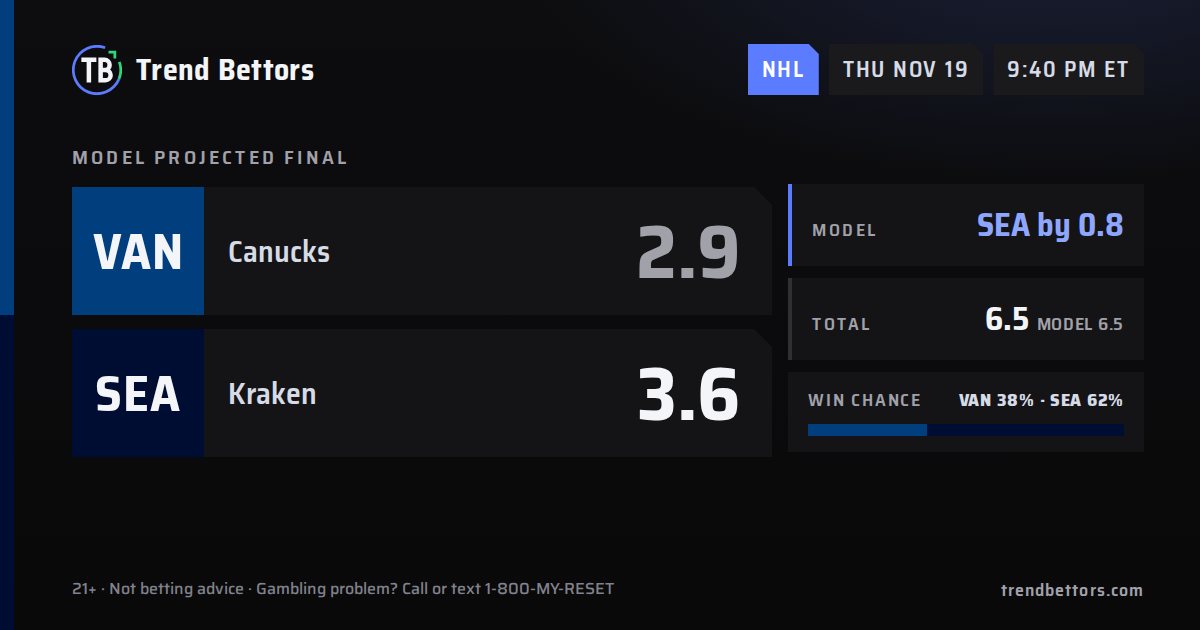 TB Trend Bettors
NHL THU NOV 19 9:40 PM ET
MODEL PROJECTED FINAL
VAN Canucks 2.9
SEA Kraken 3.6
MODEL SEA by 0.8
TOTAL 6.5 MODEL 6.5
WIN CHANCE VAN 38% · SEA 62%
21+ · Not betting advice · Gambling problem? Call or text 1-800-MY-RESET
trendbettors.com